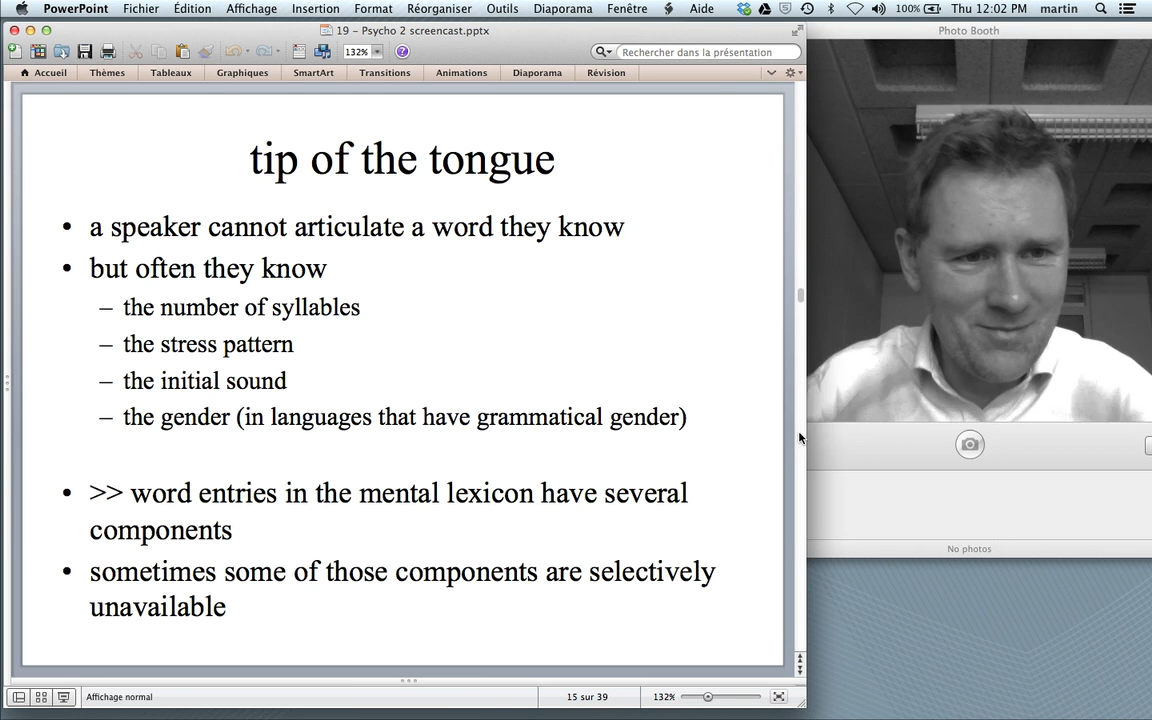 PowerPoint Fichier Édition Affichage Insertion Format Réorganiser Outils Diaporama Fenêtre Aide 100% Thu 12:02 PM martin
19 – Psycho 2 screencast.pptx
Photo Booth
132%
Rechercher dans la présentation
Accueil Thèmes Tableaux Graphiques SmartArt Transitions Animations Diaporama Révision
tip of the tongue
• a speaker cannot articulate a word they know
• but often they know
– the number of syllables
– the stress pattern
– the initial sound
– the gender (in languages that have grammatical gender)
• >> word entries in the mental lexicon have several
components
• sometimes some of those components are selectively
unavailable
No photos
Affichage normal 15 sur 39 132%